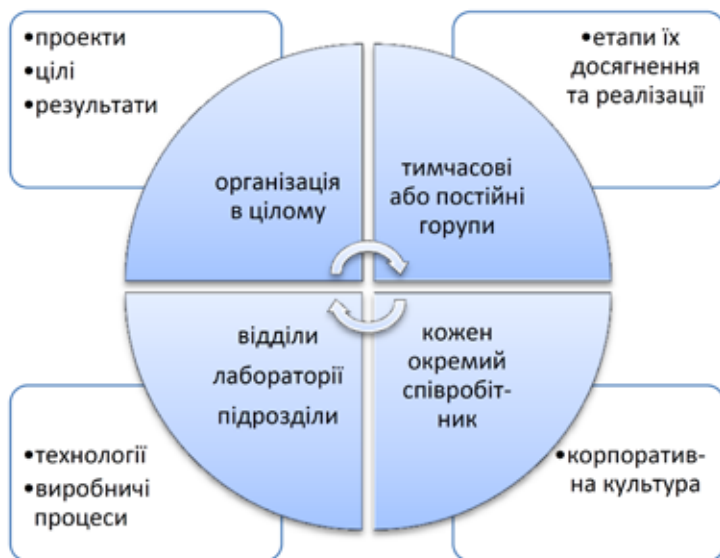 •проекти
•цілі
•результати
•етапи їх
досягнення
та реалізації
організація
в цілому
тимчасові
або постійні
горупи
відділи
лабораторії
підрозділи
кожен
окремий
співробіт-
ник
•технології
•виробничі
процеси
•корпоратив-
на культура